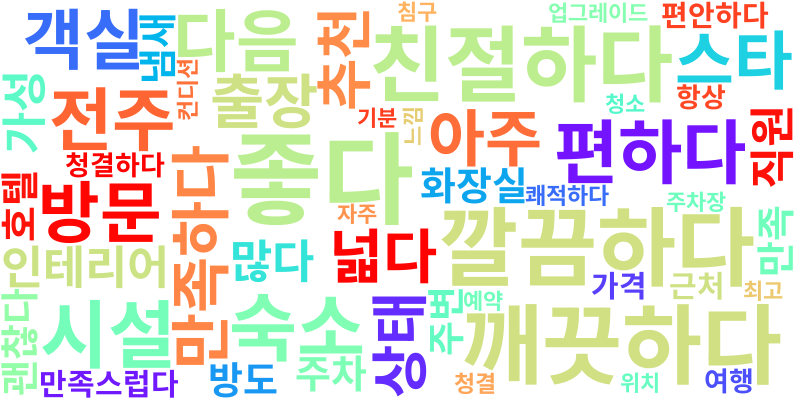 객실
냄새
다음
추천
침구
친절하다
업그레이드
편안하다
스타
가성
전주
컨디션
출장
기분
느낌
청소
항상
아주
편하다
직원
청결하다
좋다
만족하다
호텔
방문
화장실
쾌적하다
주차장
자주
넓다
깔끔하다
만족
인테리어
많다
가격
근처
최고
괜찮다
시설
숙소
상태
주변
예약
깨끗하다
만족스럽다
방도
주차
청결
위치
여행